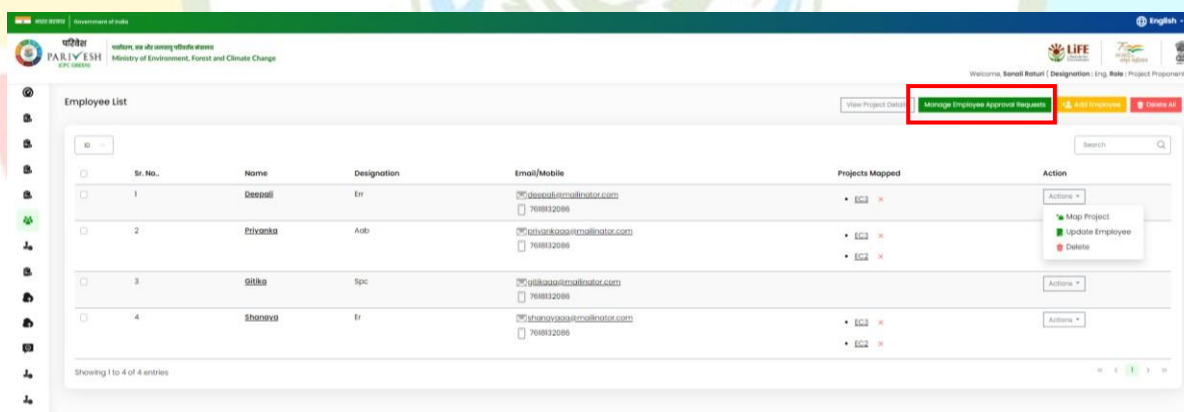 भारत सरकार Government of India
English
परिवेश
PARIVESH
CPC GREEN
पर्यावरण, वन और जलवायु परिवर्तन मंत्रालय
Ministry of Environment, Forest and Climate Change
LiFE
Welcome, Sonali Raturi ( Designation : Eng, Role : Project Proponent
Employee List
View Project Details
Manage Employee Approval Requests
Add Employee
Delete All
10
Search
Sr. No.. Name Designation Email/Mobile Projects Mapped Action
1 Deepali Err deepali@mailinator.com EC3 × Actions
7618132086
Map Project
Update Employee
Delete
2 Priyanka Aab priyankaaa@mailinator.com EC3 ×
7618132086 EC2 ×
3 Gitika Spc gitikaaa@mailinator.com Actions
7618132086
4 Shanaya Er shanayaaa@mailinator.com EC3 × Actions
7618132086 EC2 ×
Showing 1 to 4 of 4 entries
« ‹ 1 › »